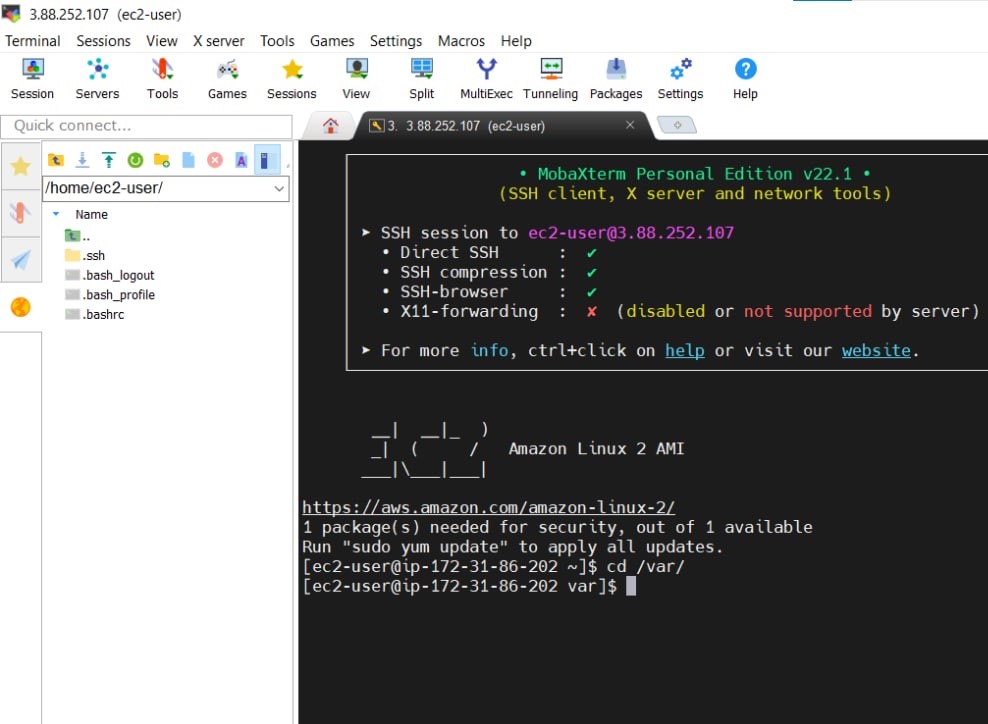 3.88.252.107 (ec2-user)
Terminal Sessions View X server Tools Games Settings Macros Help
Session Servers Tools Games Sessions View Split MultiExec Tunneling Packages Settings Help
Quick connect...
3. 3.88.252.107 (ec2-user)
/home/ec2-user/
Name
..
.ssh
.bash_logout
.bash_profile
.bashrc
• MobaXterm Personal Edition v22.1 •
(SSH client, X server and network tools)
➤ SSH session to ec2-user@3.88.252.107
• Direct SSH : ✔
• SSH compression : ✔
• SSH-browser : ✔
• X11-forwarding : ✘ (disabled or not supported by server)
➤ For more info, ctrl+click on help or visit our website.
__| __|_ )
_| ( / Amazon Linux 2 AMI
___|\___|___|
https://aws.amazon.com/amazon-linux-2/
1 package(s) needed for security, out of 1 available
Run "sudo yum update" to apply all updates.
[ec2-user@ip-172-31-86-202 ~]$ cd /var/
[ec2-user@ip-172-31-86-202 var]$